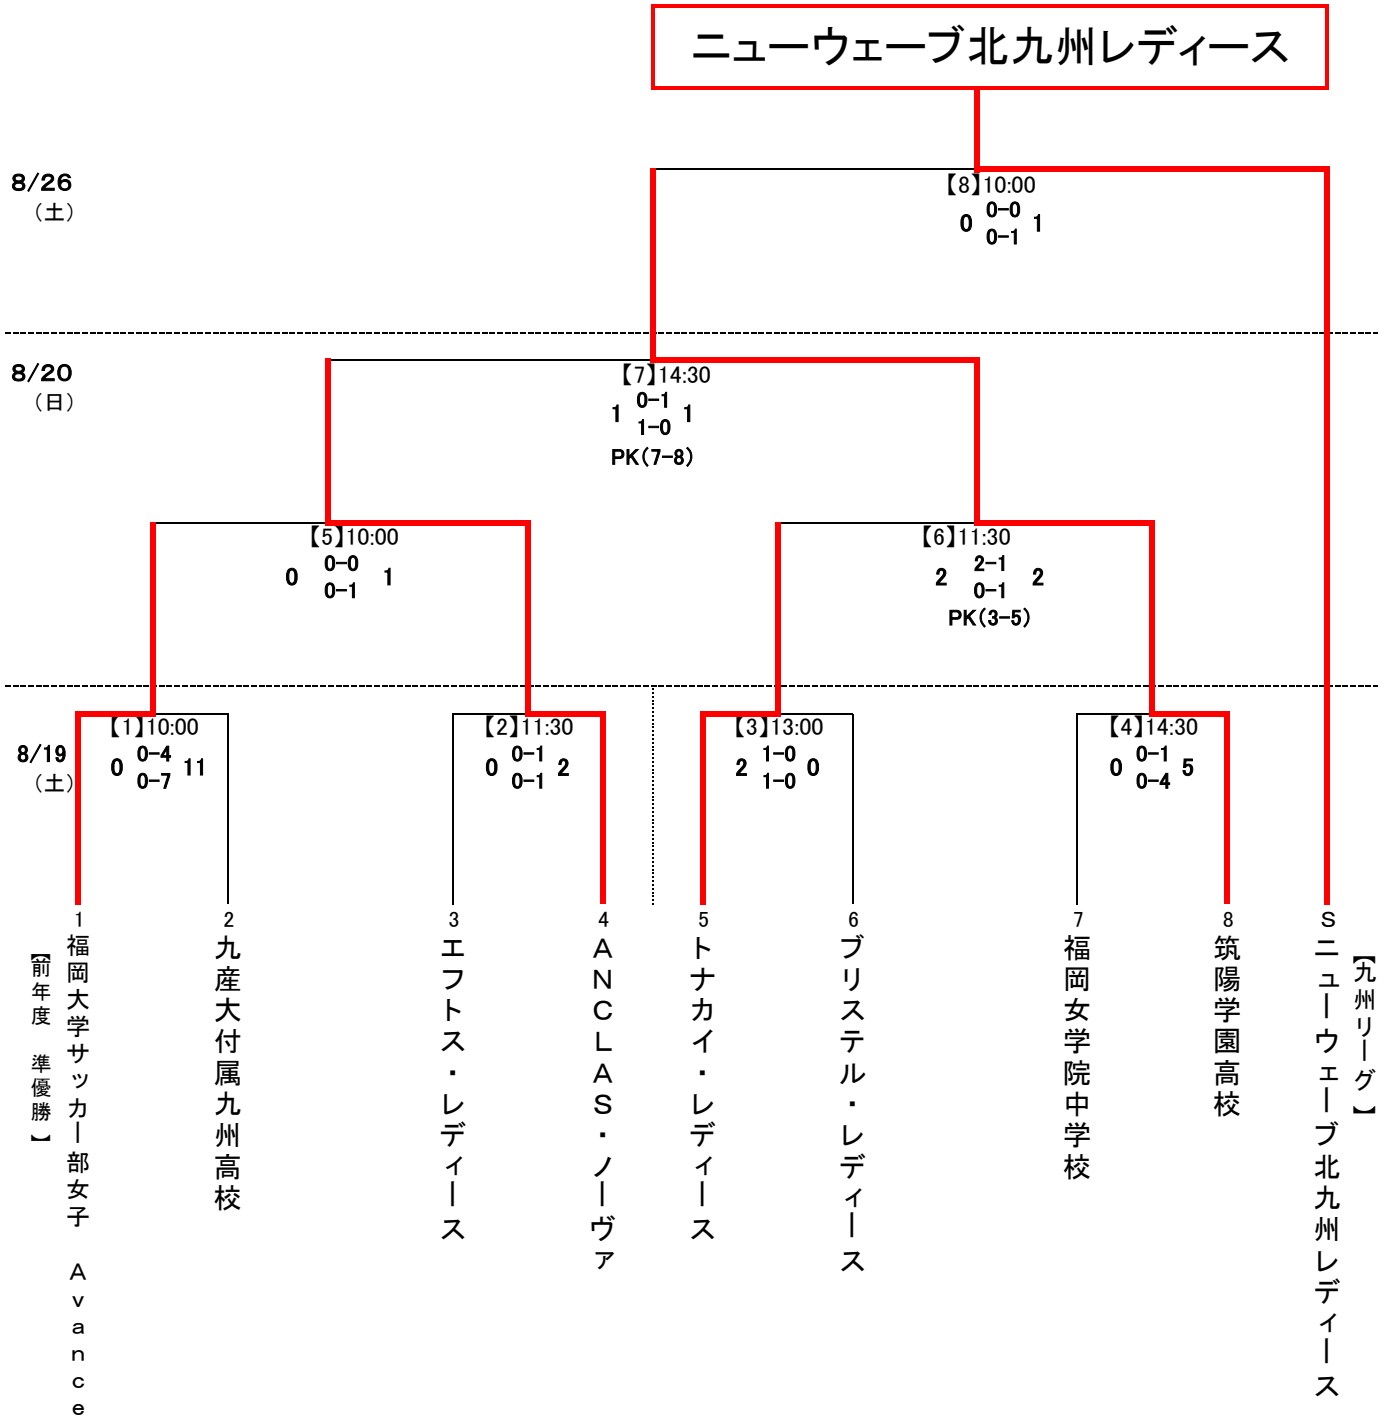 ニューウェーブ北九州レディース
8/26
（土）
【8】10:00
0-0
0 1
0-1
8/20
（日）
【7】14:30
0-1
1 1
1-0
PK(7-8)
【5】10:00
0-0
0 1
0-1
【6】11:30
2-1
2 2
0-1
PK(3-5)
8/19
（土）
【1】10:00
0-4
0 11
0-7
【2】11:30
0-1
0 2
0-1
【3】13:00
1-0
2 0
1-0
【4】14:30
0-1
0 5
0-4
1
福岡大学サッカー部女子 Avance
【前年度 準優勝】
2
九産大付属九州高校
3
エフトス・レディース
4
ANCLAS・ノーヴァ
5
トナカイ・レディース
6
ブリステル・レディース
7
福岡女学院中学校
8
筑陽学園高校
S
ニューウェーブ北九州レディース
【九州リーグ】